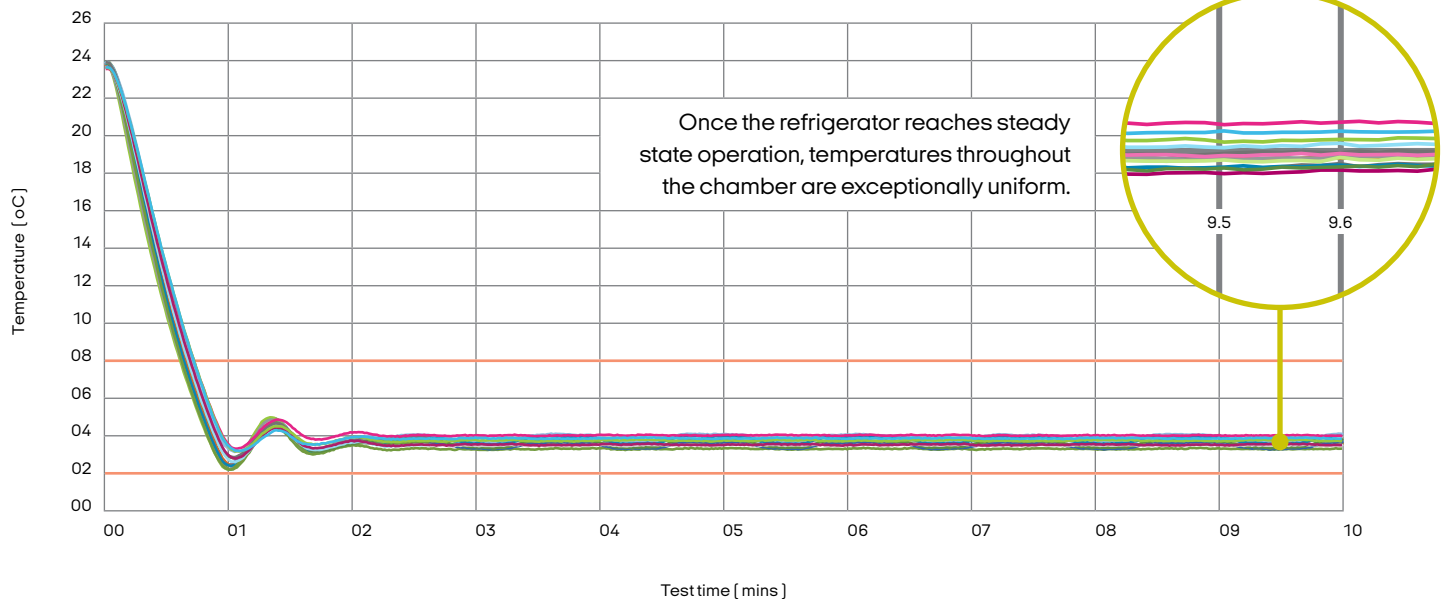 26
24
22
20
18
16
14
12
10
08
06
04
02
00
Temperature [ oC ]
Once the refrigerator reaches steady
state operation, temperatures throughout
the chamber are exceptionally uniform.
9.5 9.6
00 01 02 03 04 05 06 07 08 09 10
Test time [ mins ]